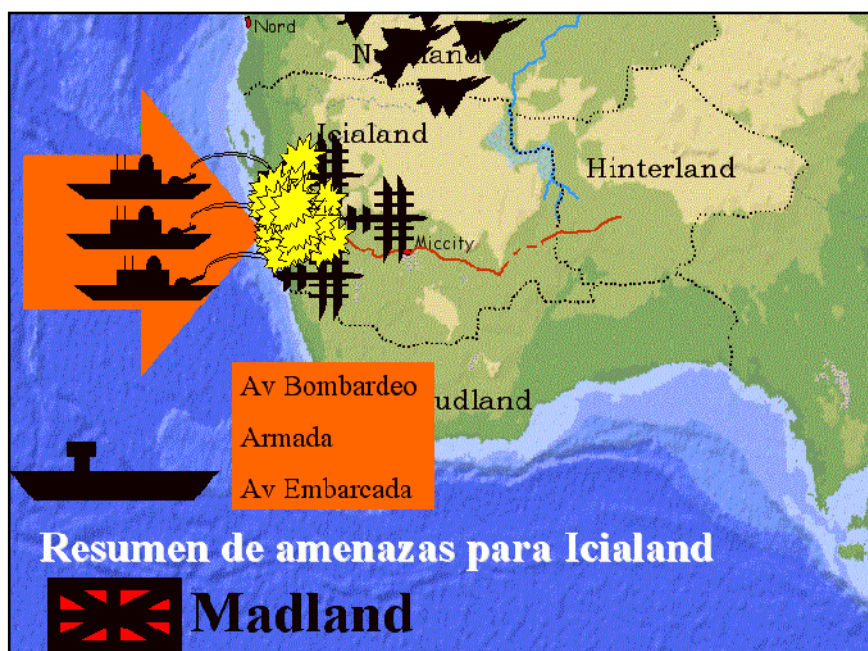 Nord
Icialand
Hinterland
Miccity
Av Bombardeo
udland
Armada
Av Embarcada
Resumen de amenazas para Icialand
Madland